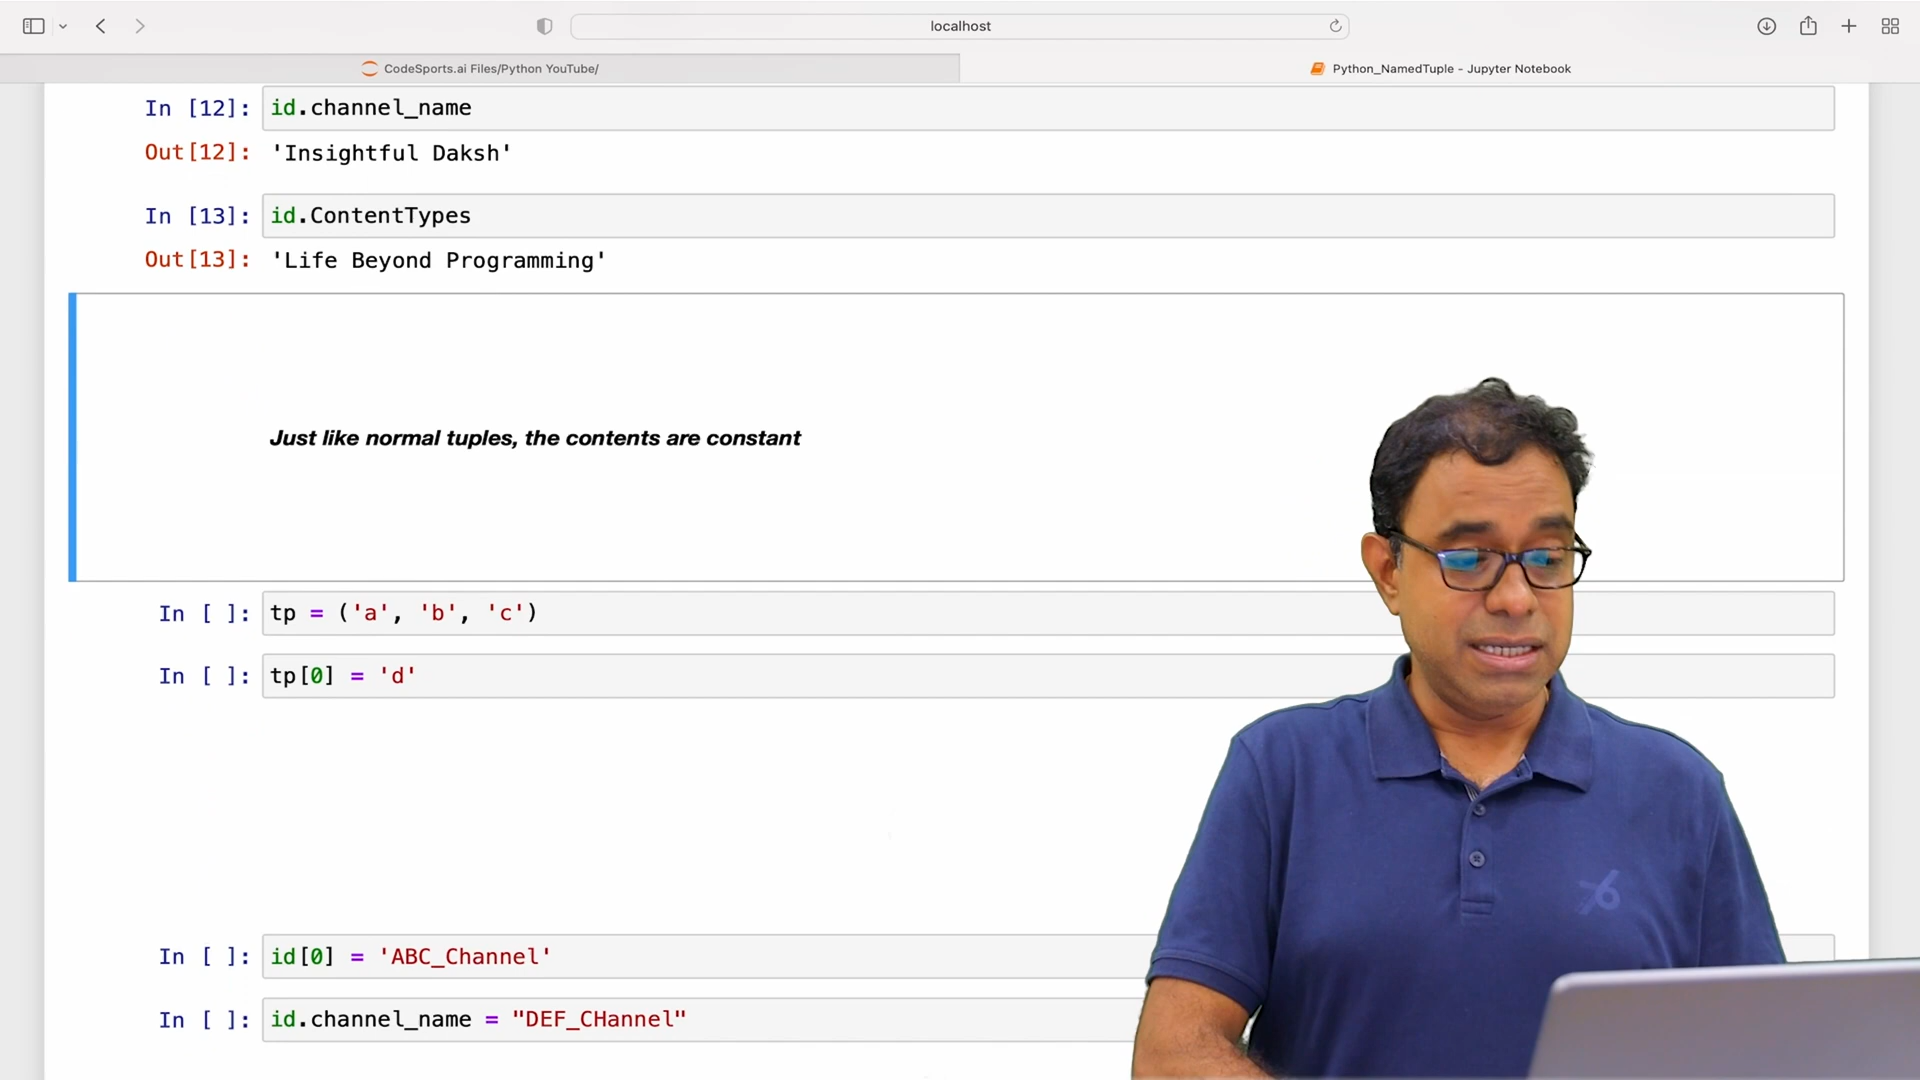 localhost
CodeSports.ai Files/Python YouTube/
Python_NamedTuple - Jupyter Notebook
In [12]: id.channel_name
Out[12]: 'Insightful Daksh'
In [13]: id.ContentTypes
Out[13]: 'Life Beyond Programming'
Just like normal tuples, the contents are constant
In [ ]: tp = ('a', 'b', 'c')
In [ ]: tp[0] = 'd'
In [ ]: id[0] = 'ABC_Channel'
In [ ]: id.channel_name = "DEF_CHannel"